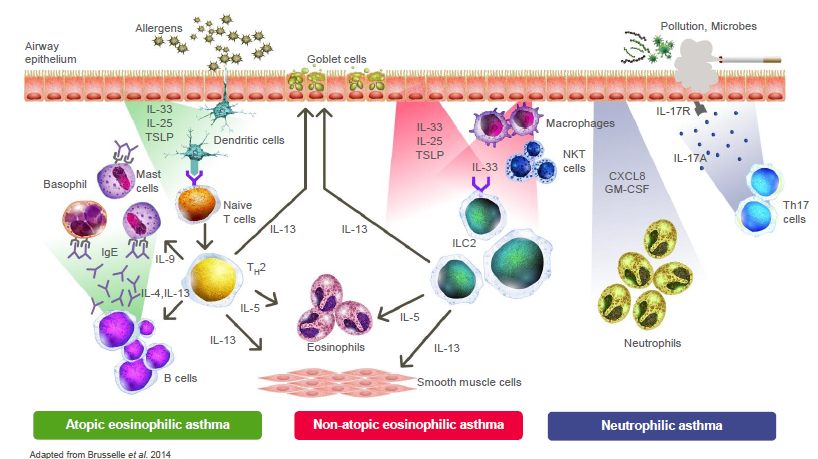 Allergens
Pollution, Microbes
Airway
epithelium
Goblet cells
IL-33
IL-25
TSLP
Dendritic cells
IL-33
IL-25
TSLP
Macrophages
IL-17R
IL-17A
NKT
cells
IL-33
CXCL8
GM-CSF
Basophil
Mast
cells
Naive
T cells
Th17
cells
IL-13
IL-13
ILC2
IgE
IL-9
TH2
IL-4,IL-13
IL-5
IL-5
IL-13
Eosinophils
IL-13
Neutrophils
B cells
Smooth muscle cells
Atopic eosinophilic asthma
Non-atopic eosinophilic asthma
Neutrophilic asthma
Adapted from Brusselle et al. 2014